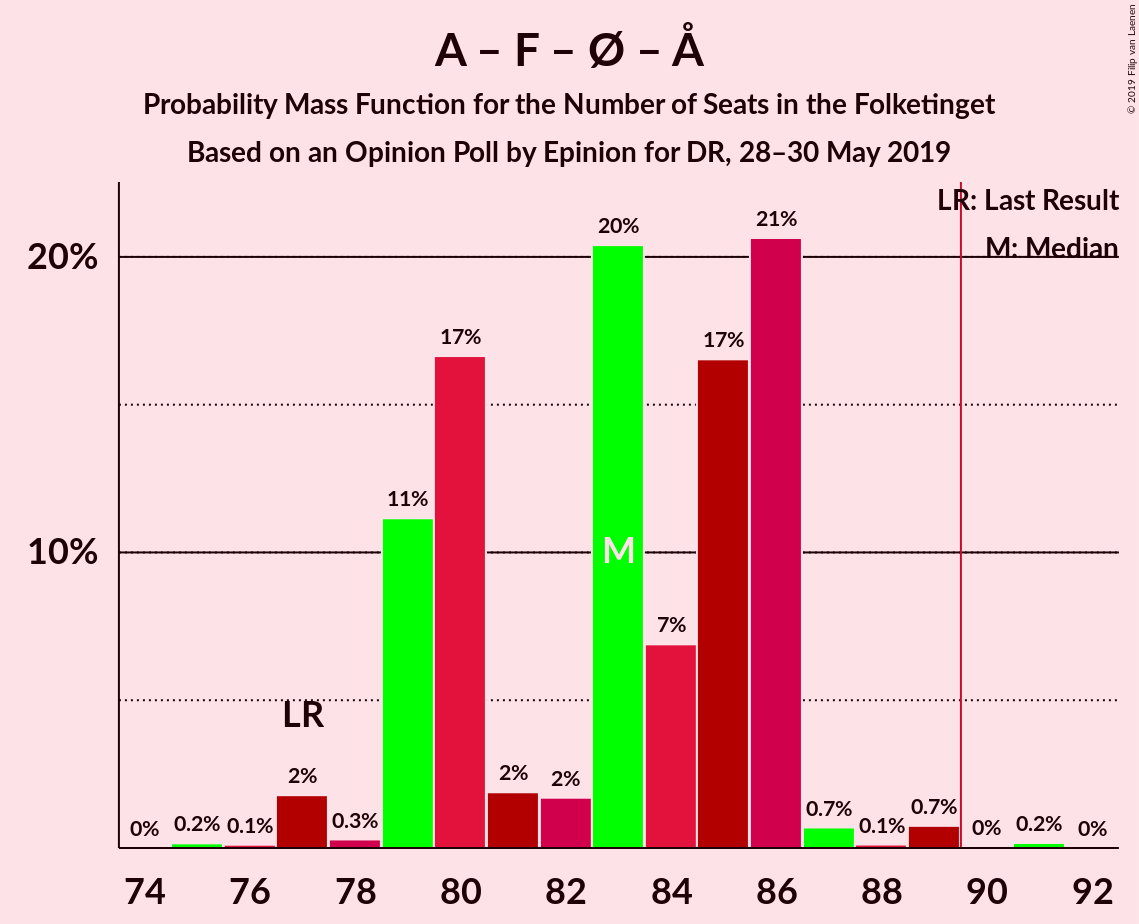 A – F – Ø – Å
Probability Mass Function for the Number of Seats in the Folketinget
Based on an Opinion Poll by Epinion for DR, 28–30 May 2019
© 2019 Filip van Laenen
LR: Last Result
M: Median
20%
10%
0%
0.2%
0.1%
2%
0.3%
11%
17%
2%
2%
20%
7%
17%
21%
0.7%
0.1%
0.7%
0%
0.2%
0%
LR
M
74 76 78 80 82 84 86 88 90 92